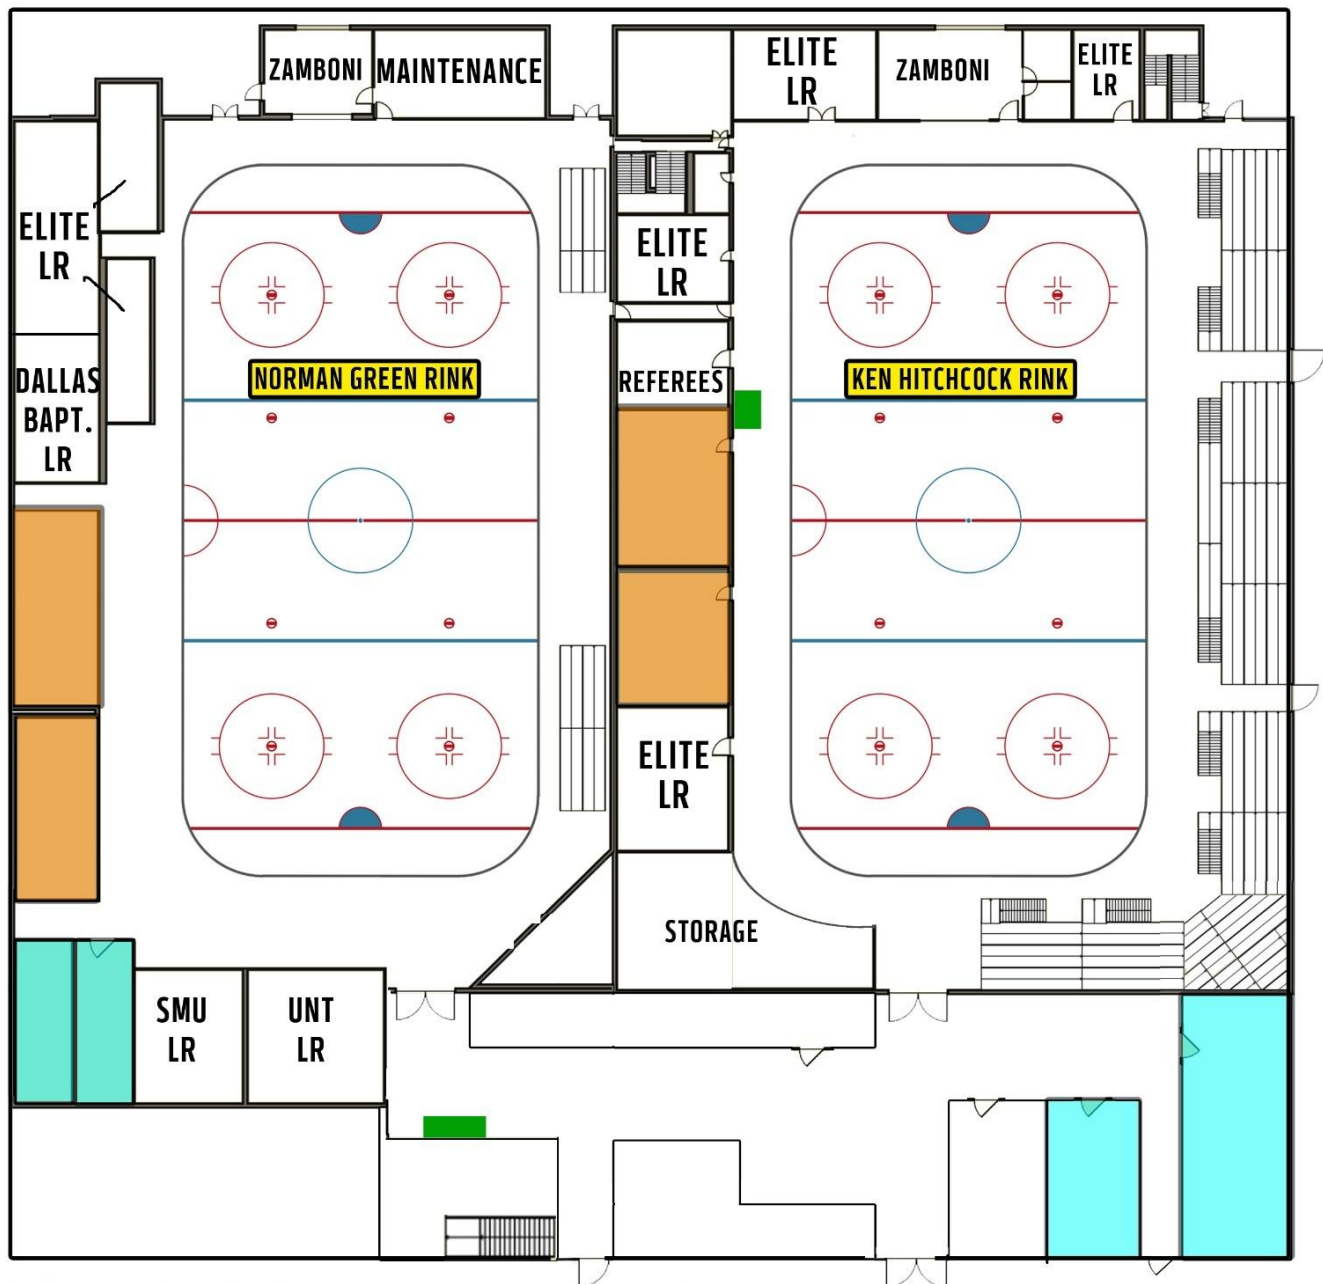 ZAMBONI
MAINTENANCE
ELITE
LR
ZAMBONI
ELITE
LR
ELITE
LR
ELITE
LR
DALLAS
BAPT.
LR
NORMAN GREEN RINK
REFEREES
KEN HITCHCOCK RINK
ELITE
LR
STORAGE
SMU
LR
UNT
LR